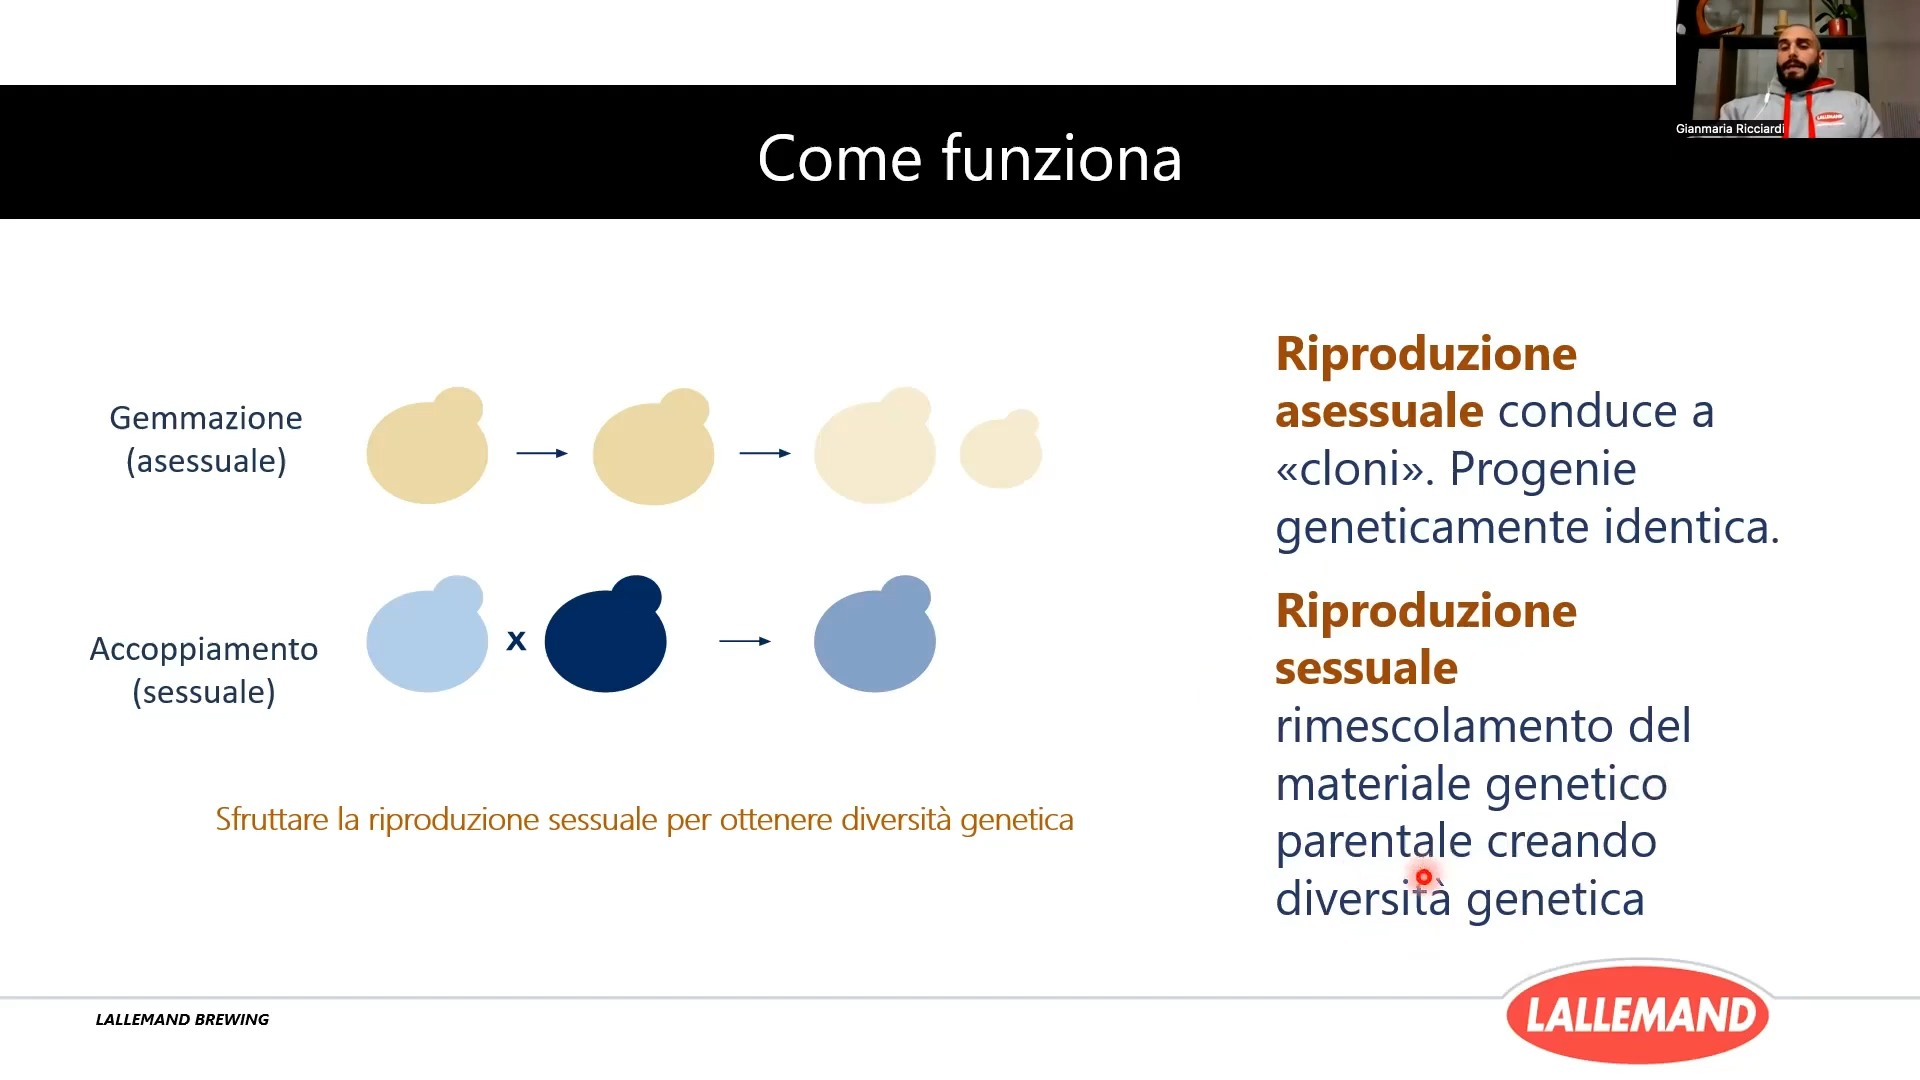 Gianmaria Ricciardi
Come funziona
Gemmazione
(asessuale)
Accoppiamento
(sessuale)
x
Sfruttare la riproduzione sessuale per ottenere diversità genetica
Riproduzione
asessuale conduce a
«cloni». Progenie
geneticamente identica.
Riproduzione
sessuale
rimescolamento del
materiale genetico
parentale creando
diversità genetica
LALLEMAND BREWING
LALLEMAND